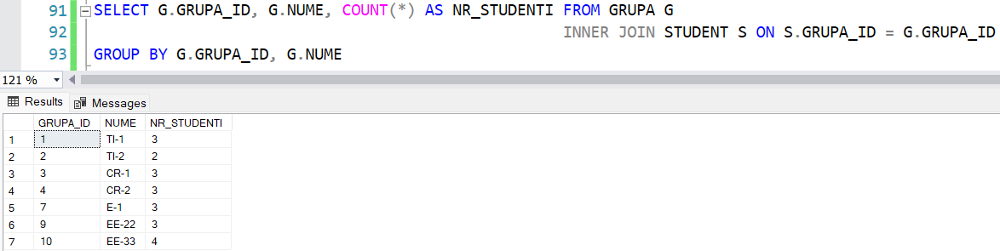 91 SELECT G.GRUPA_ID, G.NUME, COUNT(*) AS NR_STUDENTI FROM GRUPA G
92 INNER JOIN STUDENT S ON S.GRUPA_ID = G.GRUPA_ID
93 GROUP BY G.GRUPA_ID, G.NUME
121 %
Results Messages
GRUPA_ID NUME NR_STUDENTI
1 1 TI-1 3
2 2 TI-2 2
3 3 CR-1 3
4 4 CR-2 3
5 7 E-1 3
6 9 EE-22 3
7 10 EE-33 4